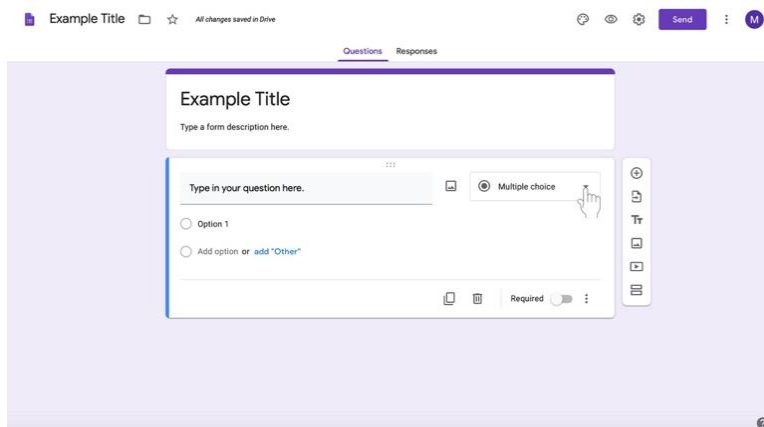 Example Title
All changes saved in Drive
Send
M
Questions
Responses
Example Title
Type a form description here.
Type in your question here.
Multiple choice
Option 1
Add option or add "Other"
Required
Tt